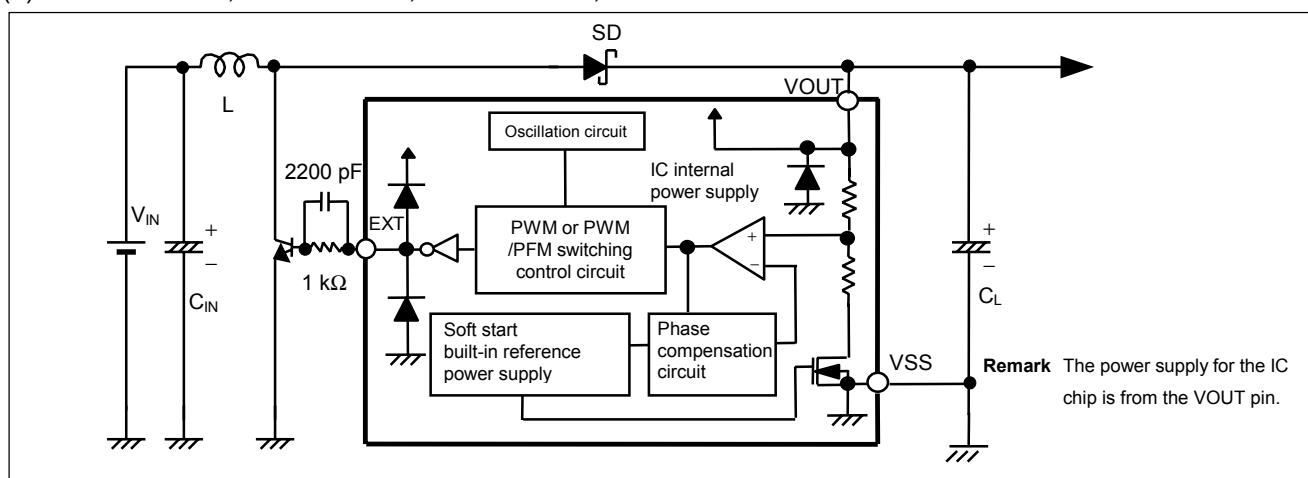 SD
VOUT
L
Oscillation circuit
2200 pF
IC internal
power supply
VIN
EXT
PWM or PWM
/PFM switching
control circuit
+
−
+
−
+
−
1 kΩ
CIN
CL
Soft start
built-in reference
power supply
Phase
compensation
circuit
VSS
Remark The power supply for the IC
chip is from the VOUT pin.